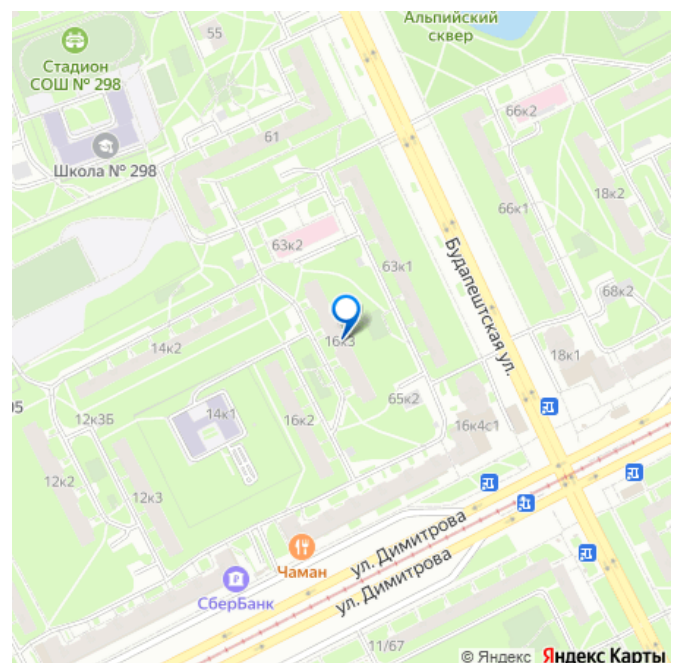 Альпийский
сквер
55
Стадион
СОШ № 298
66к2
61
Школа № 298
18к2
66к1
63к2
Будапештская ул.
63к1
68к2
16к3
14к2
18к1
05
65к2
14к1
12к3Б
16к2
16к4с1
12к2
12к3
ул. Димитрова
Чаман
ул. Димитрова
СберБанк
11/67
© Яндекс Яндекс Карты